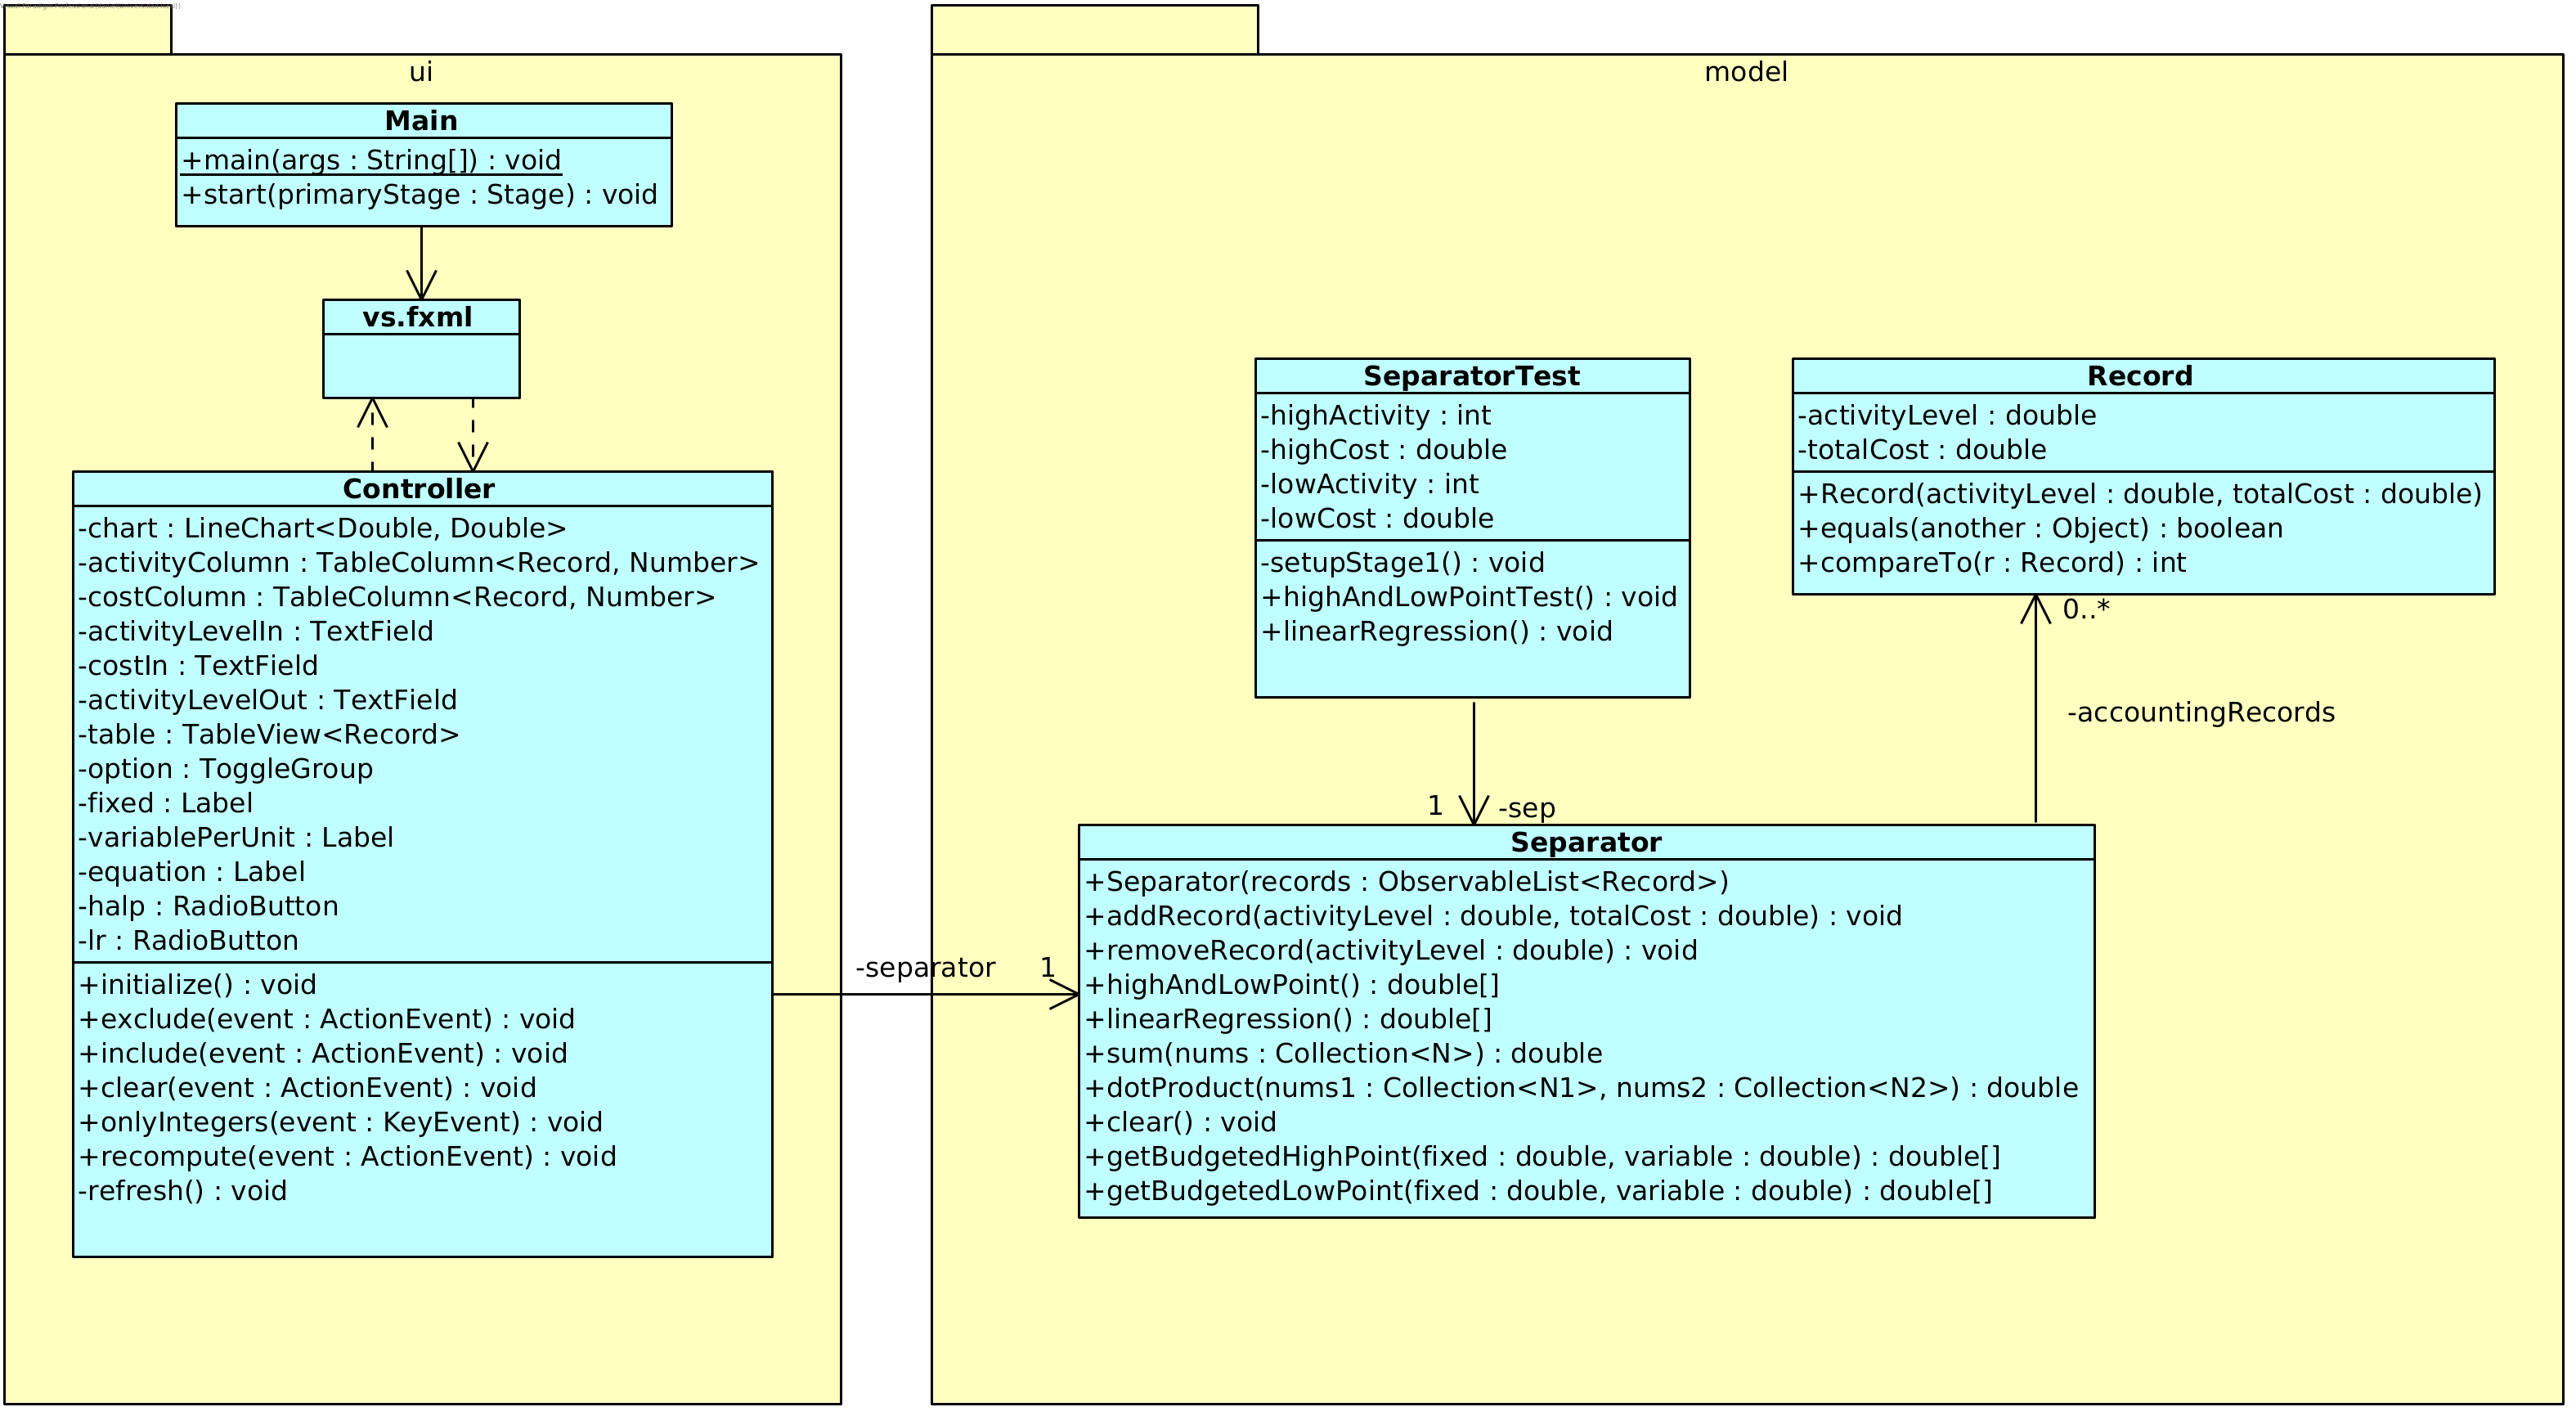 ui
Main
+main(args : String[]) : void
+start(primaryStage : Stage) : void
vs.fxml
Controller
-chart : LineChart<Double, Double>
-activityColumn : TableColumn<Record, Number>
-costColumn : TableColumn<Record, Number>
-activityLevelIn : TextField
-costIn : TextField
-activityLevelOut : TextField
-table : TableView<Record>
-option : ToggleGroup
-fixed : Label
-variablePerUnit : Label
-equation : Label
-halp : RadioButton
-lr : RadioButton
+initialize() : void
+exclude(event : ActionEvent) : void
+include(event : ActionEvent) : void
+clear(event : ActionEvent) : void
+onlyIntegers(event : KeyEvent) : void
+recompute(event : ActionEvent) : void
-refresh() : void
-separator 1
model
SeparatorTest
-highActivity : int
-highCost : double
-lowActivity : int
-lowCost : double
-setupStage1() : void
+highAndLowPointTest() : void
+linearRegression() : void
1 -sep
Record
-activityLevel : double
-totalCost : double
+Record(activityLevel : double, totalCost : double)
+equals(another : Object) : boolean
+compareTo(r : Record) : int
0..*
-accountingRecords
Separator
+Separator(records : ObservableList<Record>)
+addRecord(activityLevel : double, totalCost : double) : void
+removeRecord(activityLevel : double) : void
+highAndLowPoint() : double[]
+linearRegression() : double[]
+sum(nums : Collection<N>) : double
+dotProduct(nums1 : Collection<N1>, nums2 : Collection<N2>) : double
+clear() : void
+getBudgetedHighPoint(fixed : double, variable : double) : double[]
+getBudgetedLowPoint(fixed : double, variable : double) : double[]